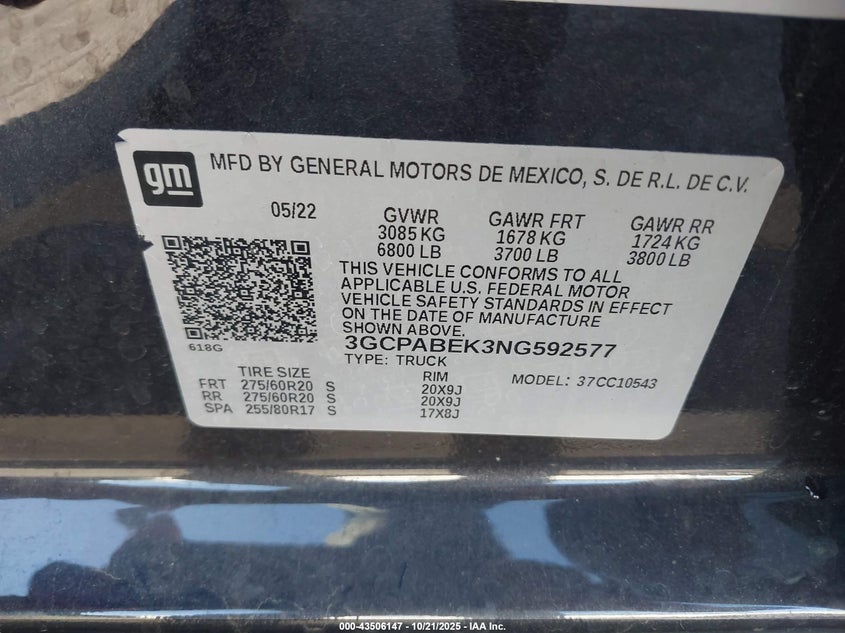 gm
MFD BY GENERAL MOTORS DE MEXICO, S. DE R.L. DE C.V.
05/22 GVWR GAWR FRT GAWR RR
3085 KG 1678 KG 1724 KG
6800 LB 3700 LB 3800 LB
THIS VEHICLE CONFORMS TO ALL
APPLICABLE U.S. FEDERAL MOTOR
VEHICLE SAFETY STANDARDS IN EFFECT
ON THE DATE OF MANUFACTURE
SHOWN ABOVE.
618G
3GCPABEK3NG592577
TYPE: TRUCK
TIRE SIZE RIM MODEL: 37CC10543
FRT 275/60R20 S 20X9J
RR 275/60R20 S 20X9J
SPA 255/80R17 S 17X8J
000-43506147 - 10/21/2025 - IAA Inc.